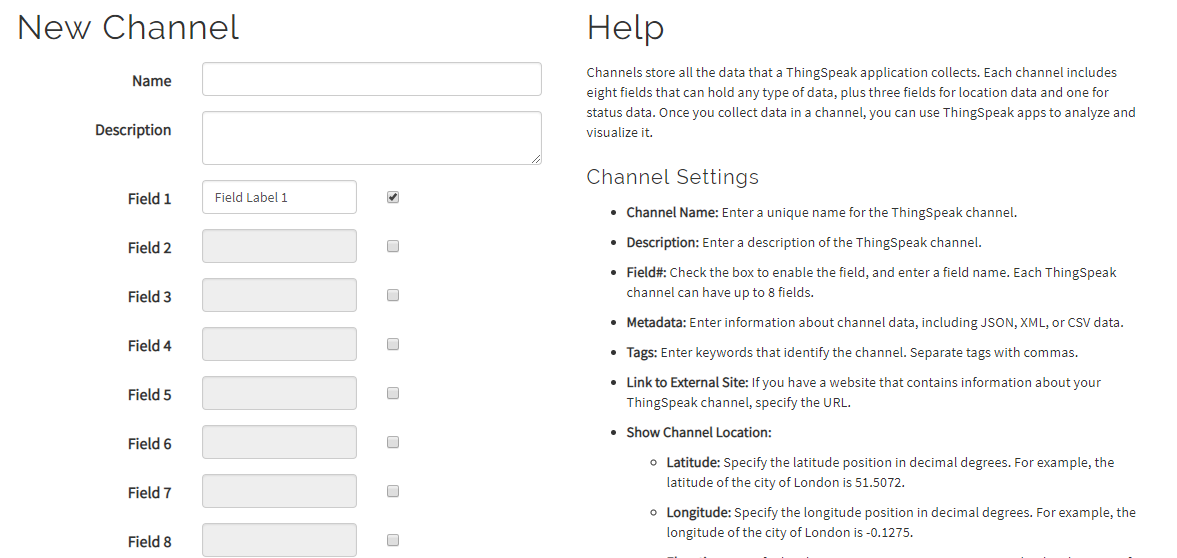 New Channel
Name
Description
Field 1
Field Label 1
Field 2
Field 3
Field 4
Field 5
Field 6
Field 7
Field 8
Help
Channels store all the data that a ThingSpeak application collects. Each channel includes
eight fields that can hold any type of data, plus three fields for location data and one for
status data. Once you collect data in a channel, you can use ThingSpeak apps to analyze and
visualize it.
Channel Settings
• Channel Name: Enter a unique name for the ThingSpeak channel.
• Description: Enter a description of the ThingSpeak channel.
• Field#: Check the box to enable the field, and enter a field name. Each ThingSpeak
channel can have up to 8 fields.
• Metadata: Enter information about channel data, including JSON, XML, or CSV data.
• Tags: Enter keywords that identify the channel. Separate tags with commas.
• Link to External Site: If you have a website that contains information about your
ThingSpeak channel, specify the URL.
• Show Channel Location:
◦ Latitude: Specify the latitude position in decimal degrees. For example, the
latitude of the city of London is 51.5072.
◦ Longitude: Specify the longitude position in decimal degrees. For example, the
longitude of the city of London is -0.1275.